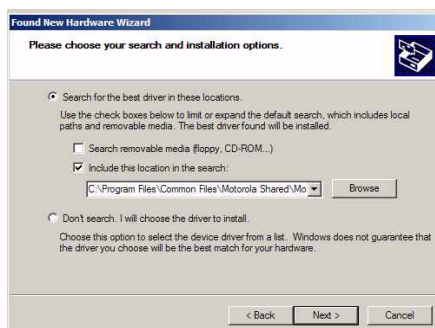 Found New Hardware Wizard
Please choose your search and installation options.
Search for the best driver in these locations.
Use the check boxes below to limit or expand the default search, which includes local
paths and removable media. The best driver found will be installed.
Search removable media (floppy, CD-ROM...)
Include this location in the search:
C:\Program Files\Common Files\Motorola Shared\Mo
Browse
Don't search. I will choose the driver to install.
Choose this option to select the device driver from a list. Windows does not guarantee that
the driver you choose will be the best match for your hardware.
< Back Next > Cancel